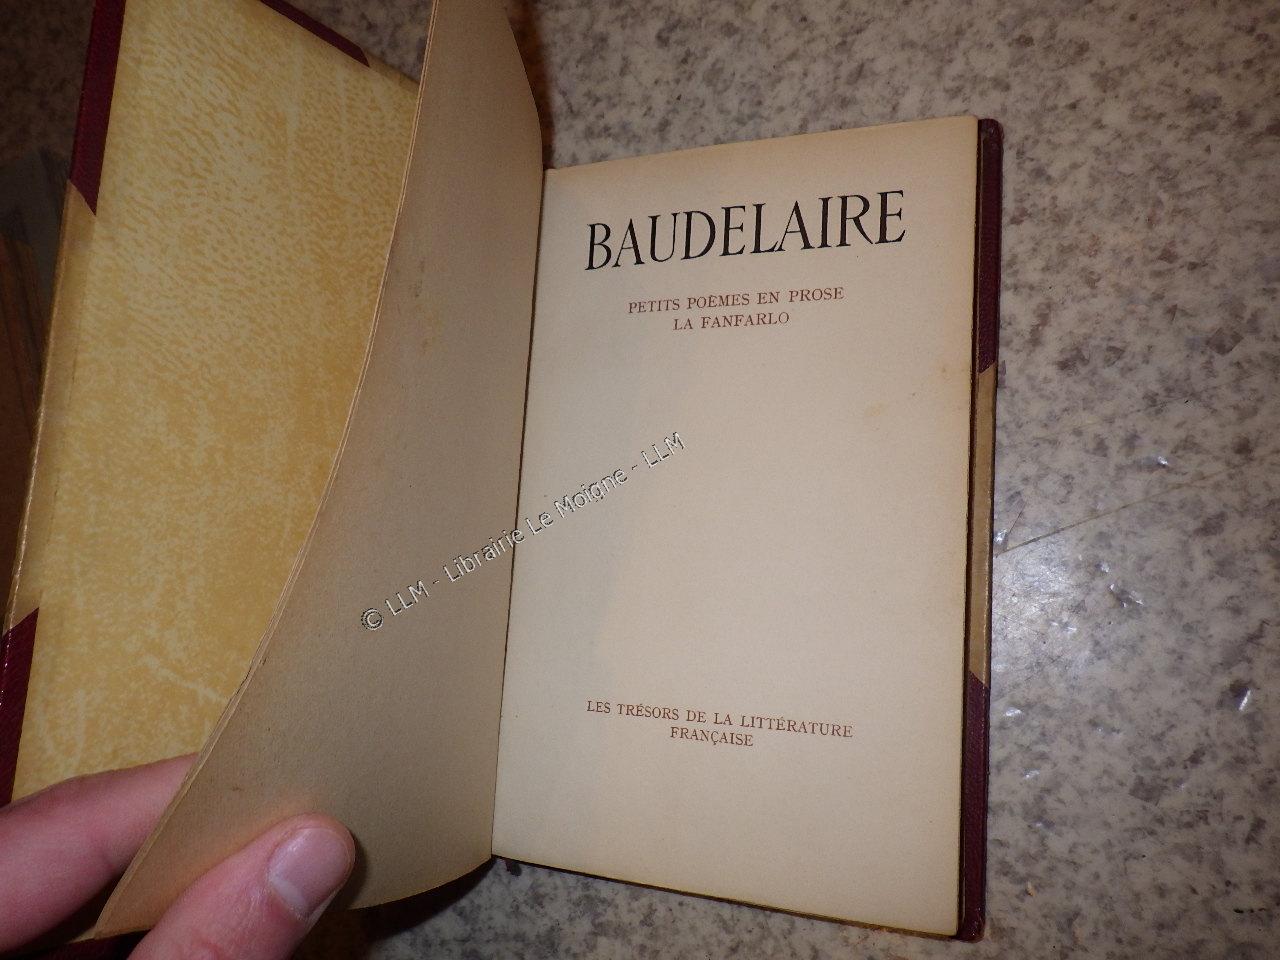 BAUDELAIRE
PETITS POÈMES EN PROSE
LA FANFARLO
© LLM - Librairie Le Moigne - LLM
LES TRÉSORS DE LA LITTÉRATURE
FRANÇAISE